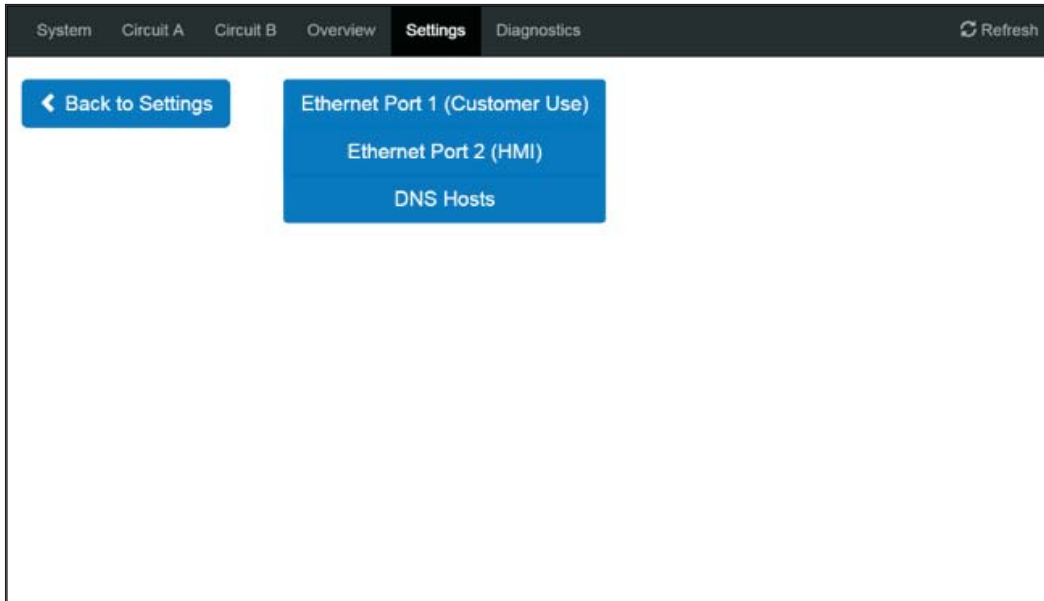 System Circuit A Circuit B Overview Settings Diagnostics Refresh
Back to Settings
Ethernet Port 1 (Customer Use)
Ethernet Port 2 (HMI)
DNS Hosts